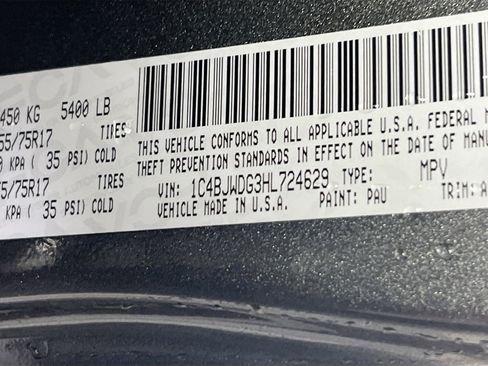 450 KG 5400 LB
55/75R17 TIRES
0 KPA ( 35 PSI) COLD
5/75R17 TIRES
KPA ( 35 PSI) COLD
THIS VEHICLE CONFORMS TO ALL APPLICABLE U.S.A. FEDERAL M
THEFT PREVENTION STANDARDS IN EFFECT ON THE DATE OF MANU
VIN: 1C4BJWDG3HL724629 TYPE: MPV
VEHICLE MADE IN U.S.A. PAINT: PAU TRIM: A